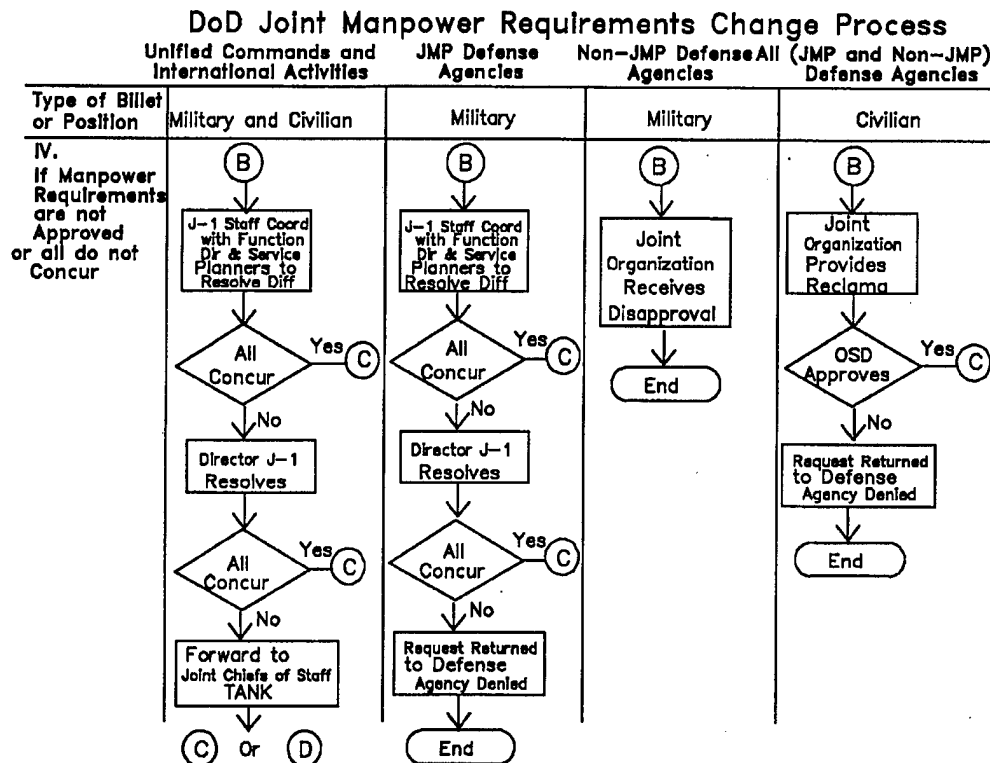 DoD Joint Manpower Requirements Change Process
Unified Commands and
International Activities
JMP Defense
Agencies
Non-JMP Defense
Agencies
All (JMP and Non-JMP)
Defense Agencies
Type of Billet
or Position
Military and Civilian
Military
Military
Civilian
IV.
If Manpower
Requirements
are not
Approved
or all do not
Concur
B
J-1 Staff Coord
with Function
Dir & Service
Planners to
Resolve Diff
All
Concur
Yes
C
No
Director J-1
Resolves
All
Concur
Yes
C
No
Forward to
Joint Chiefs of Staff
TANK
C Or D
B
J-1 Staff Coord
with Function
Dir & Service
Planners to
Resolve Diff
All
Concur
Yes
C
No
Director J-1
Resolves
All
Concur
Yes
C
No
Request Returned
to Defense
Agency Denied
End
B
Joint
Organization
Receives
Disapproval
End
B
Joint
Organization
Provides
Reclama
OSD
Approves
Yes
C
No
Request Returned
to Defense
Agency Denied
End